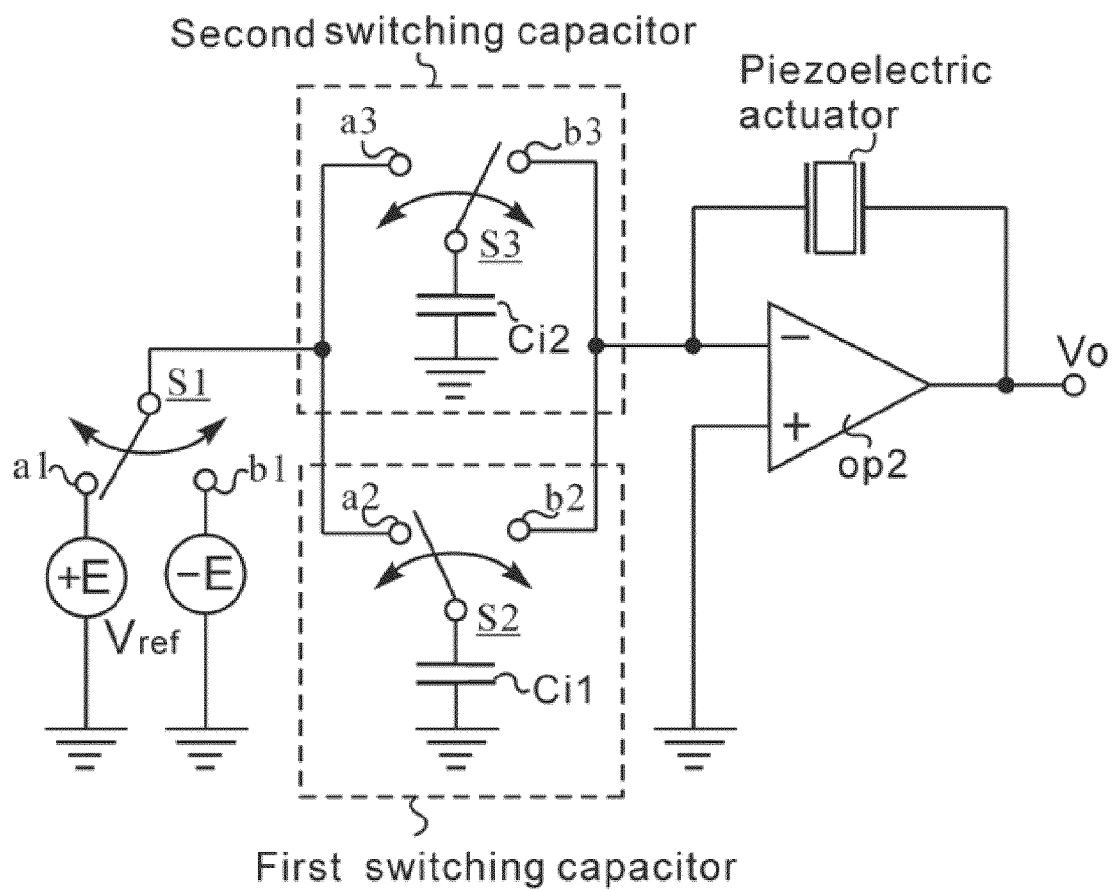 Second switching capacitor
Piezoelectric
actuator
a3
b3
S3
Ci2
S1
a1
b1
+E
−E
Vref
a2
b2
S2
Ci1
−
+
op2
Vo
First switching capacitor